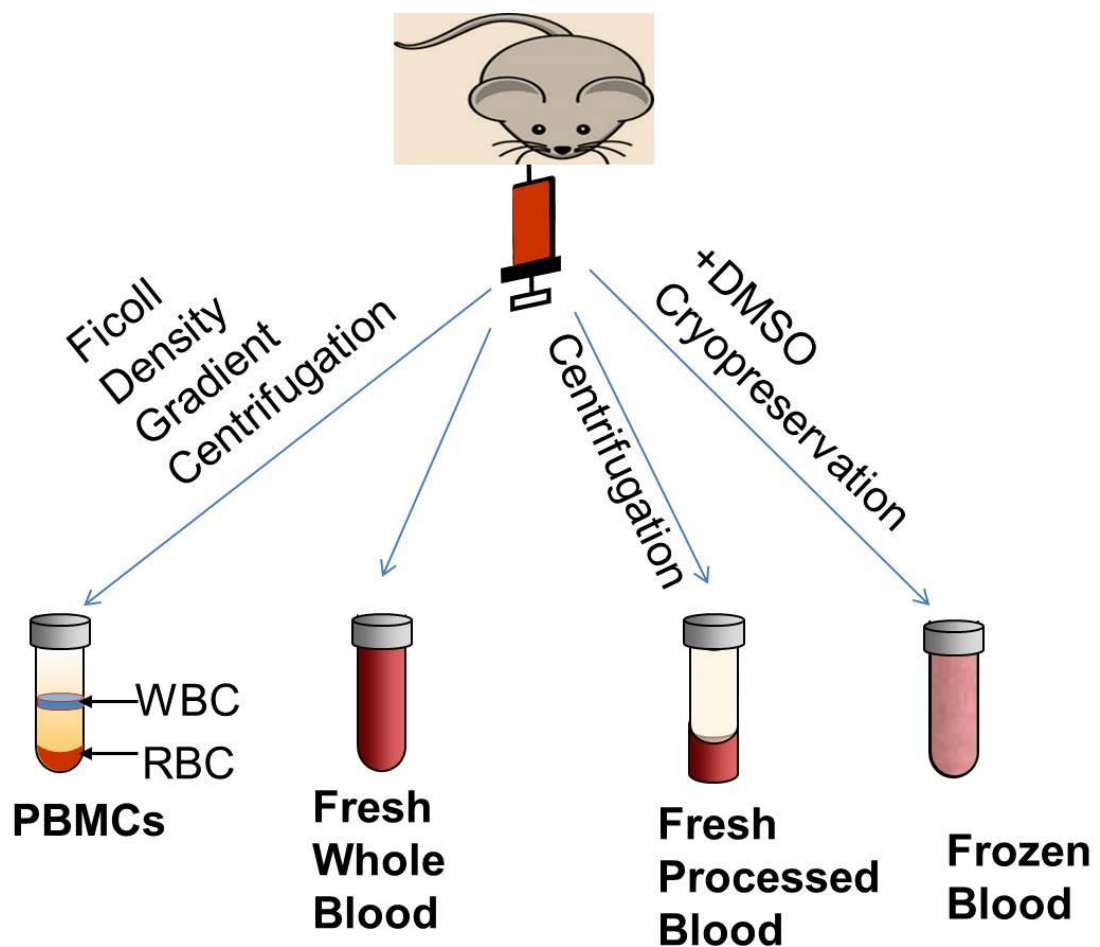 Ficoll
Density
Gradient
Centrifugation
Centrifugation
+DMSO
Cryopreservation
WBC
RBC
PBMCs
Fresh
Whole
Blood
Fresh
Processed
Blood
Frozen
Blood